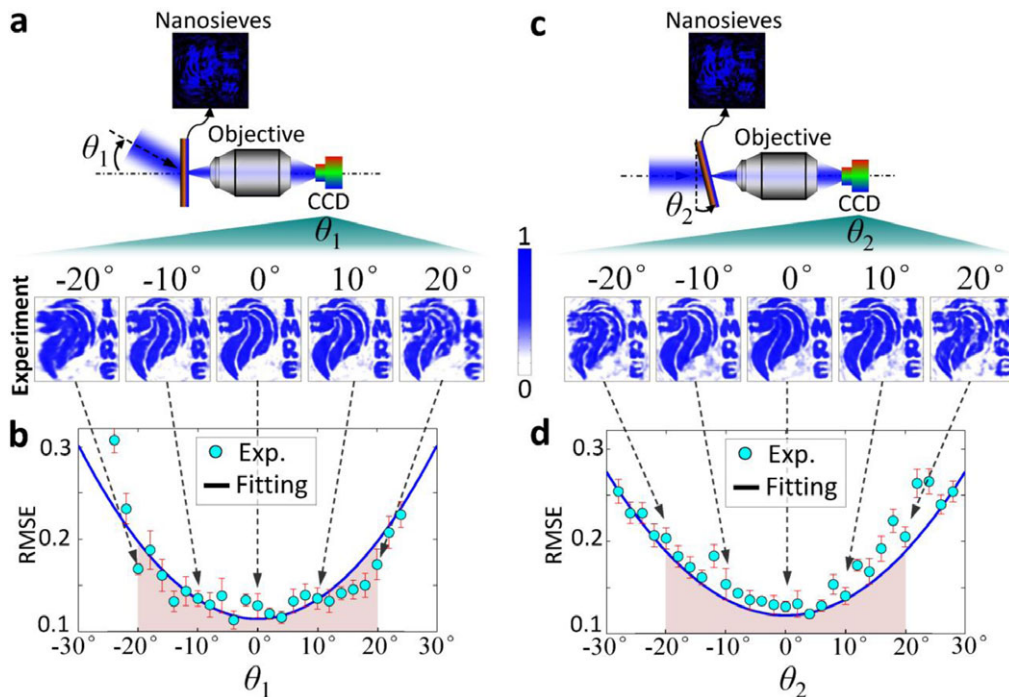 a
Nanosieves
Objective
θ1
CCD
θ1
-20° -10° 0° 10° 20°
Experiment
IMRE
IMRE
IMRE
IMRE
IMRE
1
0
b
0.3
0.2
0.1
RMSE
Exp.
Fitting
-30° -20° -10° 0° 10° 20° 30°
θ1
c
Nanosieves
Objective
θ2
CCD
θ2
-20° -10° 0° 10° 20°
IMRE
IMRE
IMRE
IMRE
IMRE
d
0.3
0.2
0.1
RMSE
Exp.
Fitting
-30° -20° -10° 0° 10° 20° 30°
θ2